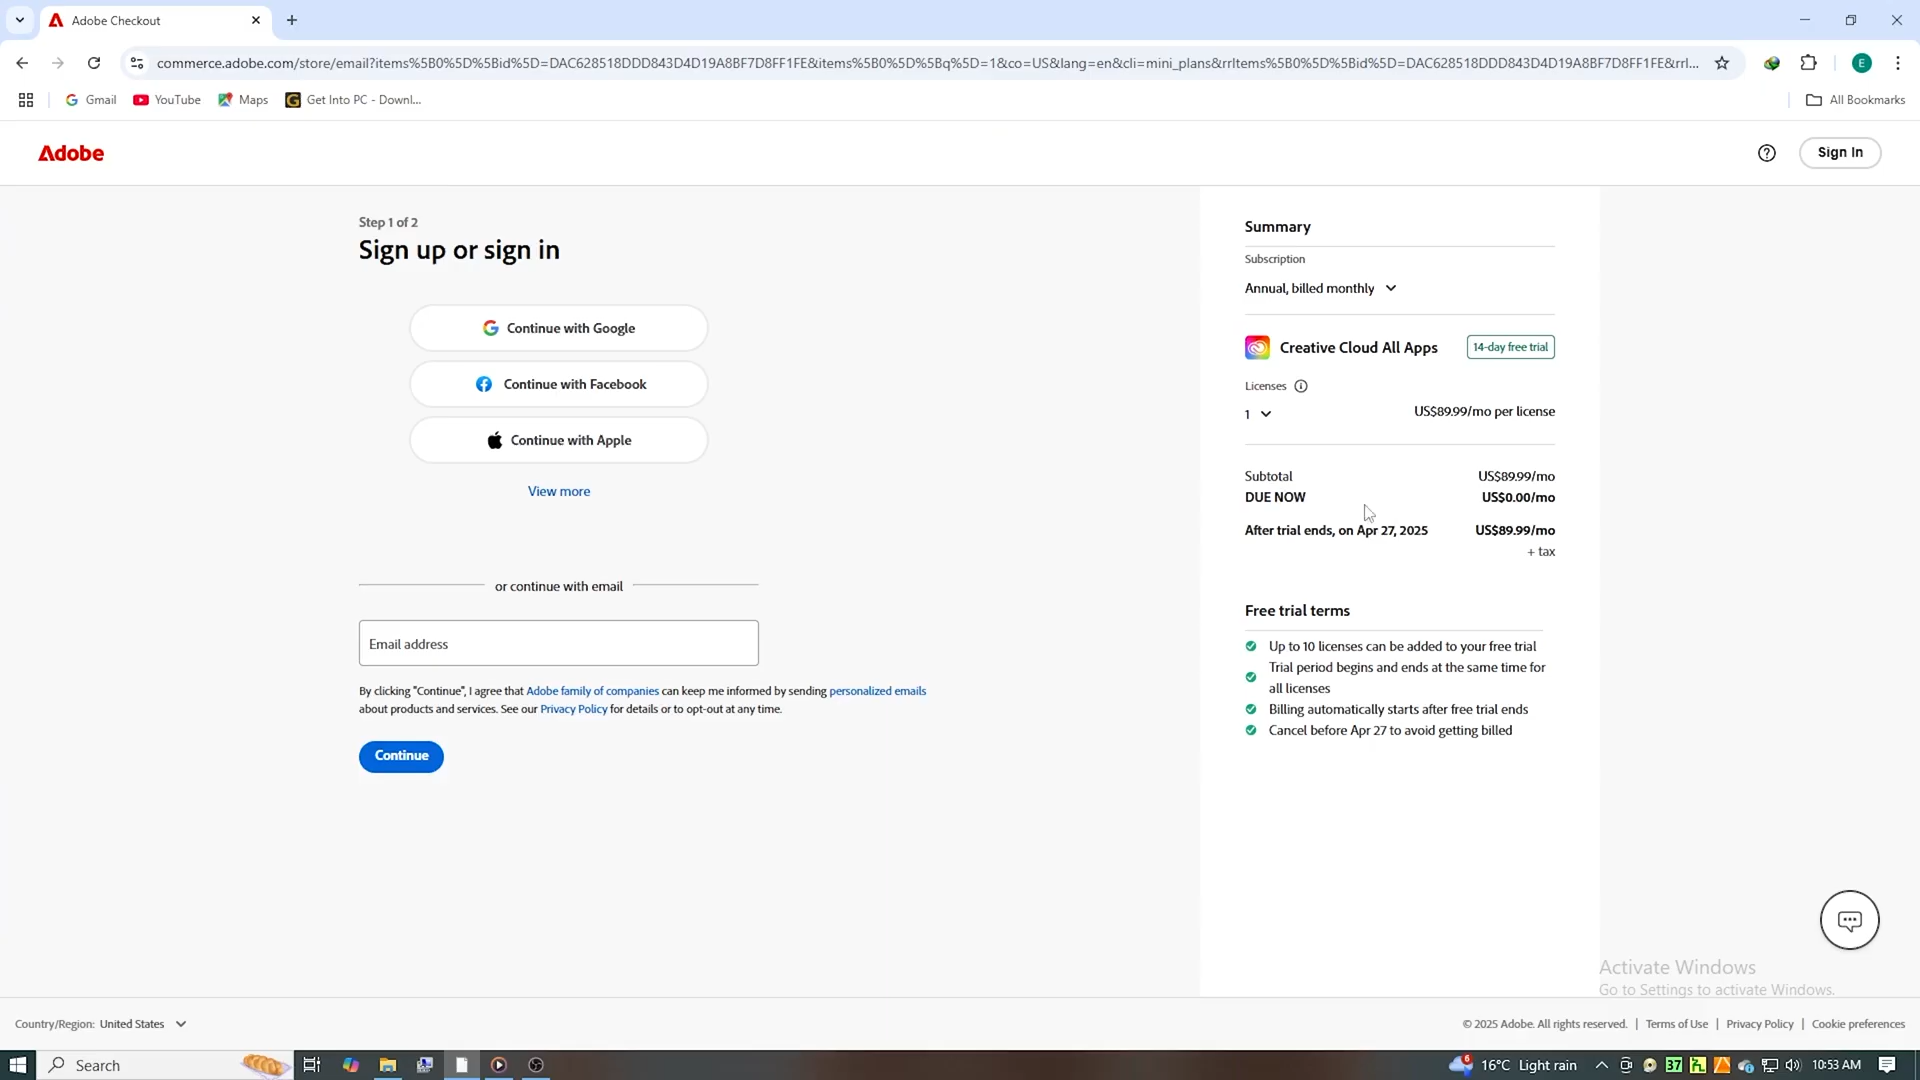 Adobe Checkout
commerce.adobe.com/store/email?items%5B0%5D%5Bid%5D=DAC628518DDD843D4D19A8BF7D8FF1FE&items%5B0%5D%5Bq%5D=1&co=US&lang=en&cli=mini_plans&rrItems%5B0%5D%5Bid%5D=DAC628518DDD843D4D19A8BF7D8FF1FE&rrI...
E
Gmail
YouTube
Maps
Get Into PC - Downl...
All Bookmarks
Adobe
Sign In
Step 1 of 2
Sign up or sign in
Continue with Google
Continue with Facebook
Continue with Apple
View more
or continue with email
Email address
By clicking "Continue", I agree that Adobe family of companies can keep me informed by sending personalized emails
about products and services. See our Privacy Policy for details or to opt-out at any time.
Continue
Summary
Subscription
Annual, billed monthly
Creative Cloud All Apps
14-day free trial
Licenses
1
US$89.99/mo per license
Subtotal US$89.99/mo
DUE NOW US$0.00/mo
After trial ends, on Apr 27, 2025 US$89.99/mo
+ tax
Free trial terms
Up to 10 licenses can be added to your free trial
Trial period begins and ends at the same time for
all licenses
Billing automatically starts after free trial ends
Cancel before Apr 27 to avoid getting billed
Activate Windows
Go to Settings to activate Windows.
Country/Region: United States
© 2025 Adobe. All rights reserved. | Terms of Use | Privacy Policy | Cookie preferences
Search
6
16°C Light rain
37
10:53 AM